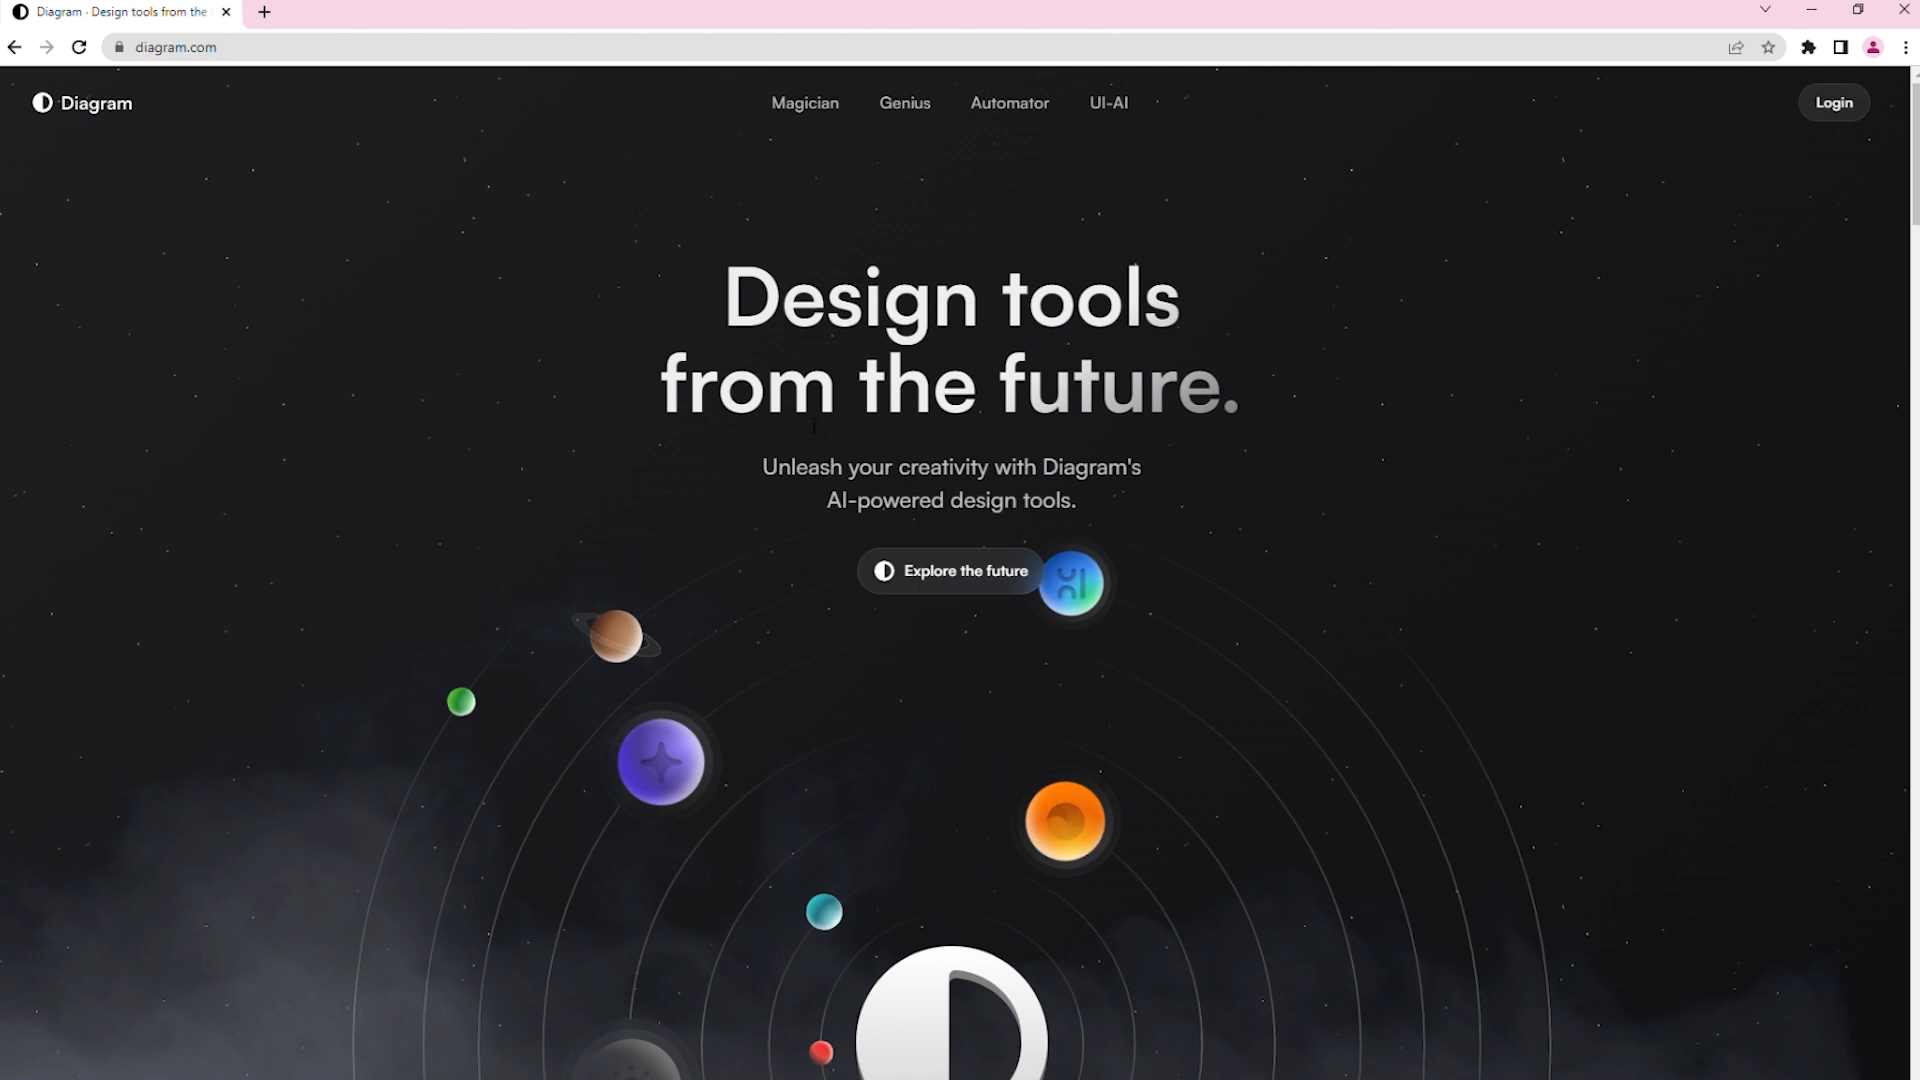 Diagram - Design tools from the
diagram.com
Diagram
Magician
Genius
Automator
UI-AI
Login
Design tools
from the future.
Unleash your creativity with Diagram's
AI-powered design tools.
Explore the future